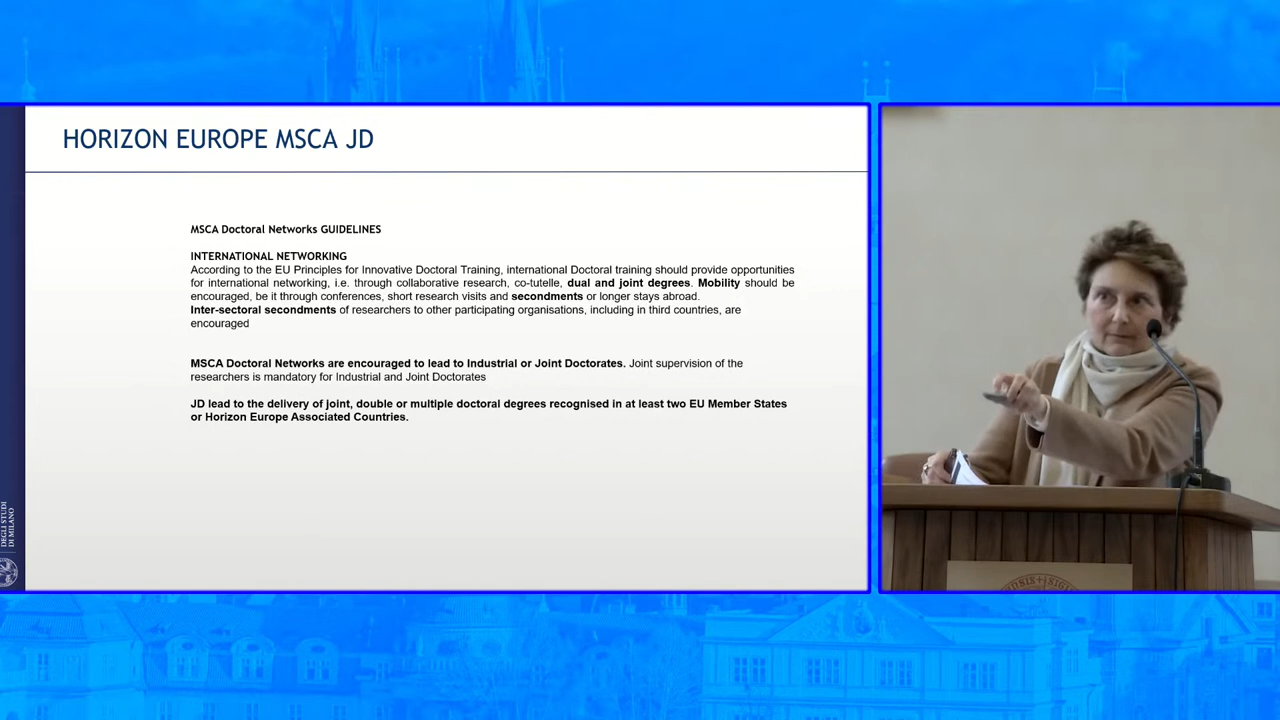 HORIZON EUROPE MSCA JD
MSCA Doctoral Networks GUIDELINES
INTERNATIONAL NETWORKING
According to the EU Principles for Innovative Doctoral Training, international Doctoral training should provide opportunities
for international networking, i.e. through collaborative research, co-tutelle, dual and joint degrees. Mobility should be
encouraged, be it through conferences, short research visits and secondments or longer stays abroad.
Inter-sectoral secondments of researchers to other participating organisations, including in third countries, are
encouraged
MSCA Doctoral Networks are encouraged to lead to Industrial or Joint Doctorates. Joint supervision of the
researchers is mandatory for Industrial and Joint Doctorates
JD lead to the delivery of joint, double or multiple doctoral degrees recognised in at least two EU Member States
or Horizon Europe Associated Countries.
DEGLI STUDI
DI MILANO